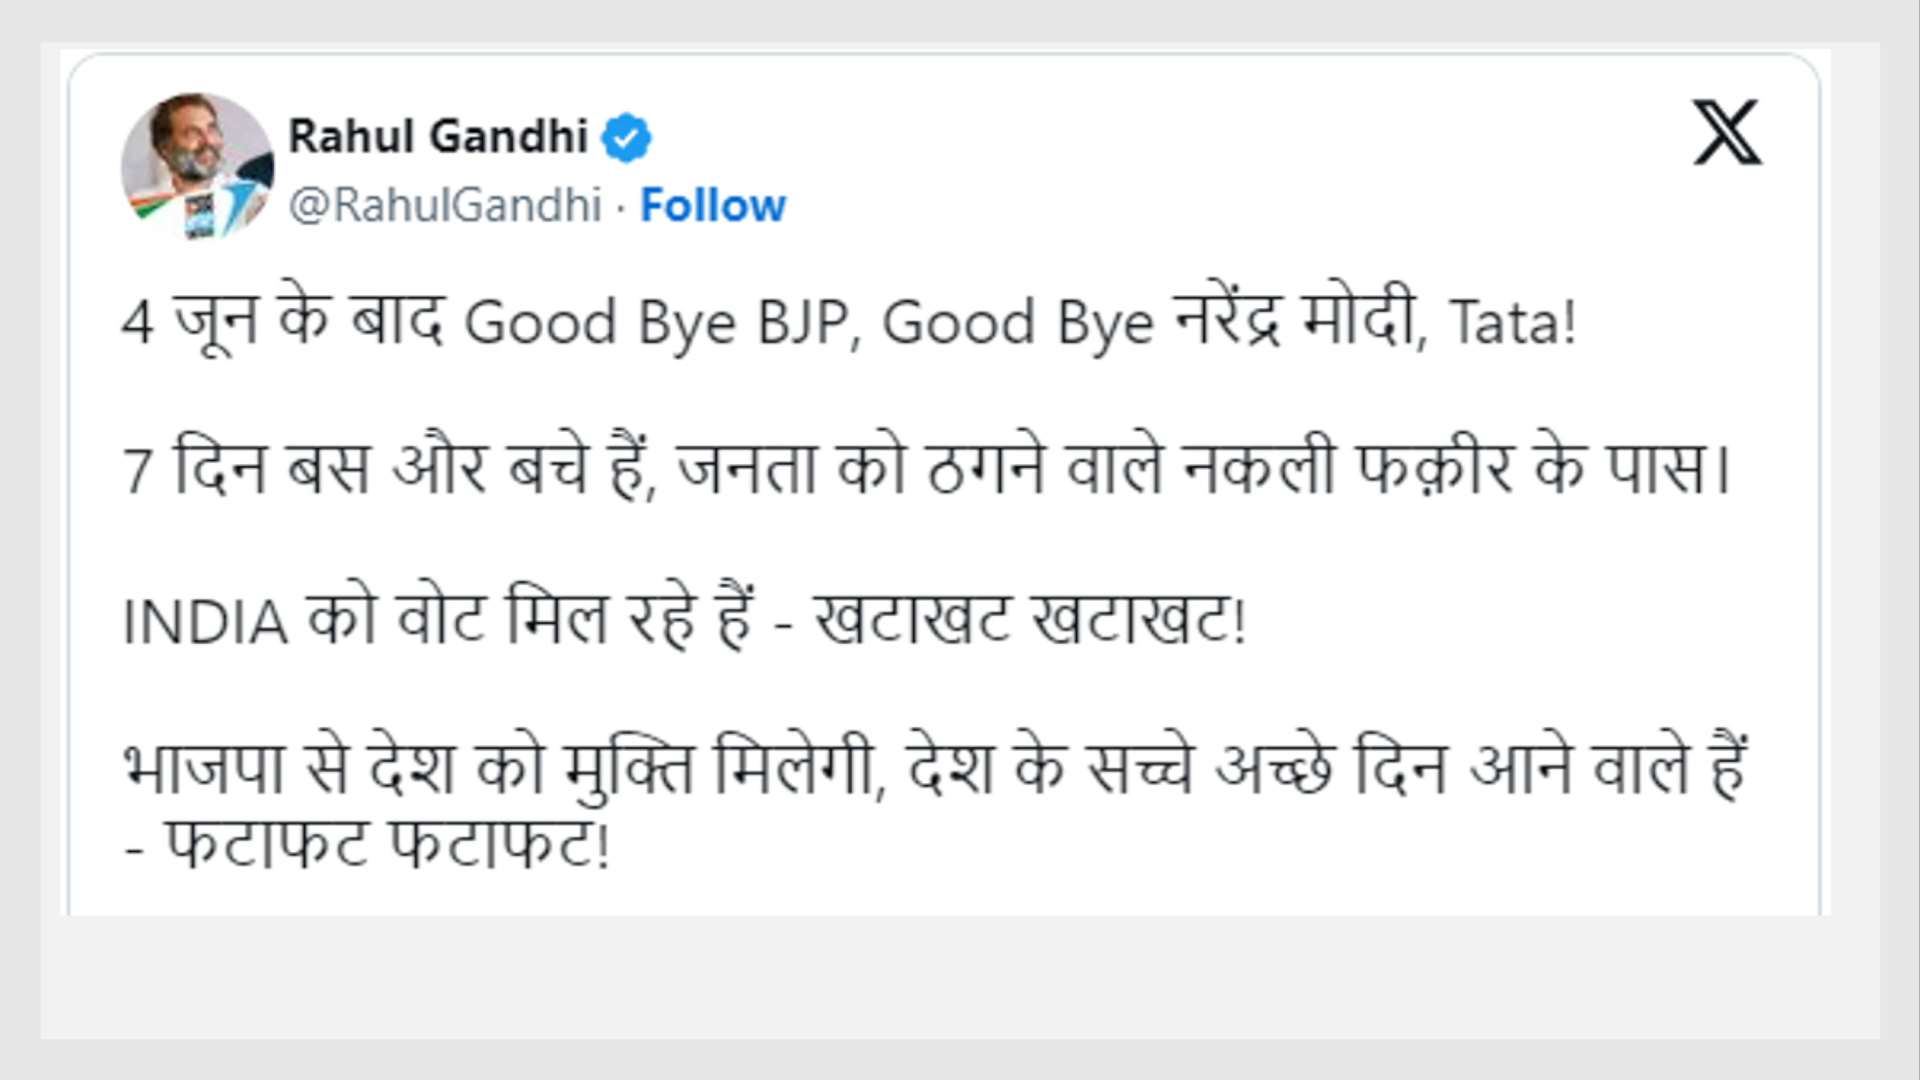 Rahul Gandhi
@RahulGandhi · Follow
4 जून के बाद Good Bye BJP, Good Bye नरेंद्र मोदी, Tata!
7 दिन बस और बचे हैं, जनता को ठगने वाले नकली फक़ीर के पास।
INDIA को वोट मिल रहे हैं - खटाखट खटाखट!
भाजपा से देश को मुक्ति मिलेगी, देश के सच्चे अच्छे दिन आने वाले हैं
- फटाफट फटाफट!